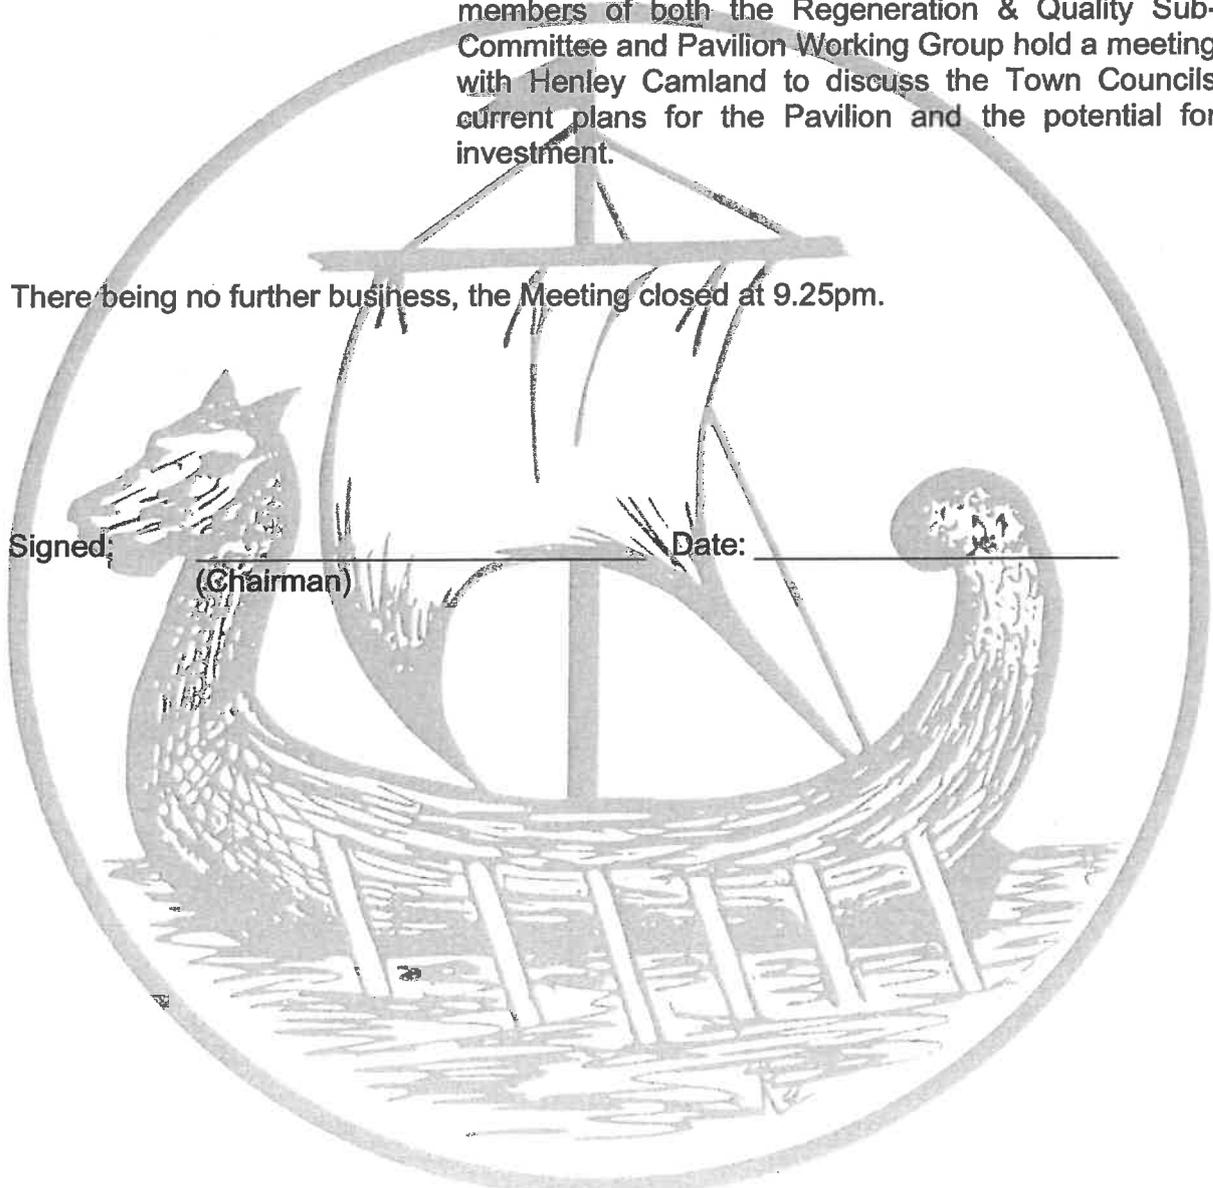 members of both the Regeneration & Quality Sub-
Committee and Pavilion Working Group hold a meeting
with Henley Camland to discuss the Town Councils
current plans for the Pavilion and the potential for
investment.
There being no further business, the Meeting closed at 9.25pm.
Signed: Date:
(Chairman)